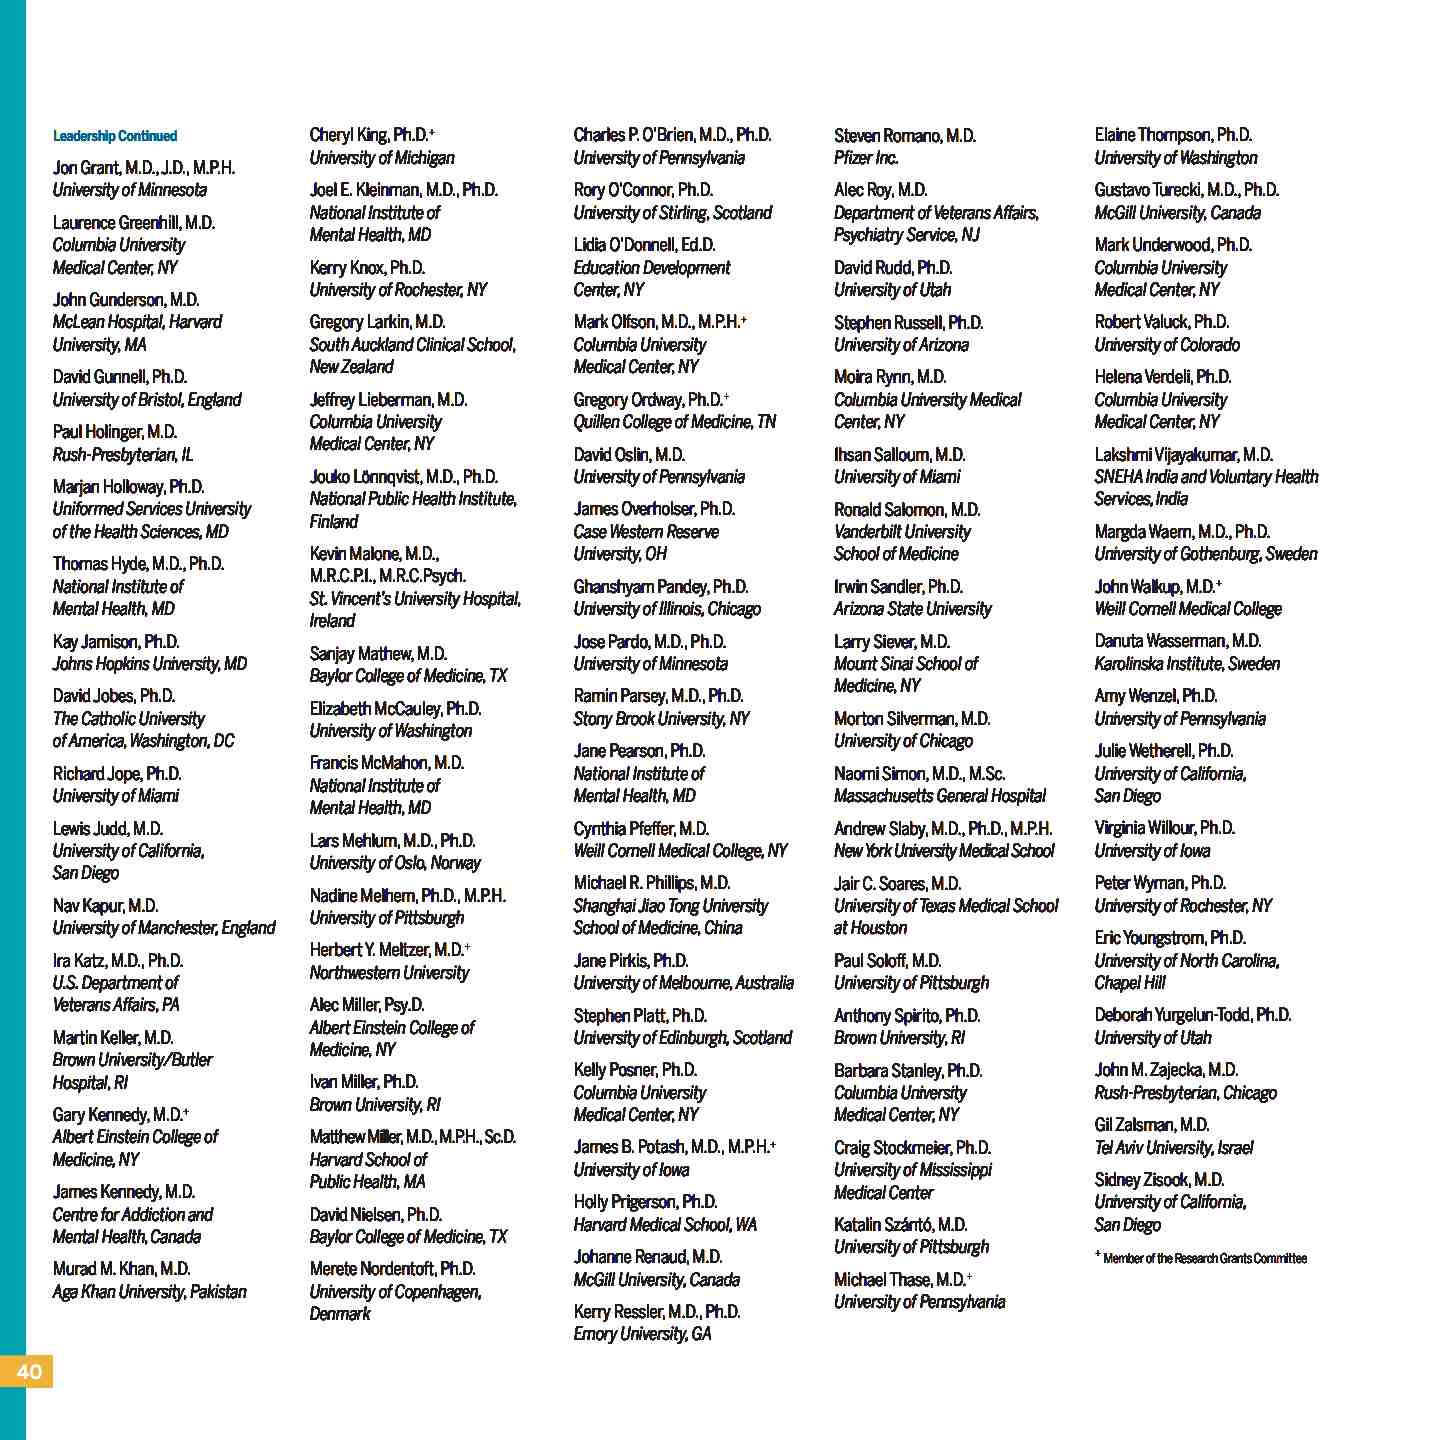 Leadership Continued
Jon Grant, M.D., J.D., M.P.H.
University of Minnesota
Laurence Greenhill, M.D.
Columbia University
Medical Center, NY
John Gunderson, M.D.
McLean Hospital, Harvard
University, MA
David Gunnell, Ph.D.
University of Bristol, England
Paul Holinger, M.D.
Rush-Presbyterian, IL
Marjan Holloway, Ph.D.
Uniformed Services University
of the Health Sciences, MD
Thomas Hyde, M.D., Ph.D.
National Institute of
Mental Health, MD
Kay Jamison, Ph.D.
Johns Hopkins University, MD
David Jobes, Ph.D.
The Catholic University
of America, Washington, DC
Richard Jope, Ph.D.
University of Miami
Lewis Judd, M.D.
University of California,
San Diego
Nav Kapur, M.D.
University of Manchester, England
Ira Katz, M.D., Ph.D.
U.S. Department of
Veterans Affairs, PA
Martin Keller, M.D.
Brown University/Butler
Hospital, RI
Gary Kennedy, M.D.+
Albert Einstein College of
Medicine, NY
James Kennedy, M.D.
Centre for Addiction and
Mental Health, Canada
Murad M. Khan, M.D.
Aga Khan University, Pakistan
Cheryl King, Ph.D.+
University of Michigan
Joel E. Kleinman, M.D., Ph.D.
National Institute of
Mental Health, MD
Kerry Knox, Ph.D.
University of Rochester, NY
Gregory Larkin, M.D.
South Auckland Clinical School,
New Zealand
Jeffrey Lieberman, M.D.
Columbia University
Medical Center, NY
Jouko Lönnqvist, M.D., Ph.D.
National Public Health Institute,
Finland
Kevin Malone, M.D.,
M.R.C.P.I., M.R.C.Psych.
St. Vincent's University Hospital,
Ireland
Sanjay Mathew, M.D.
Baylor College of Medicine, TX
Elizabeth McCauley, Ph.D.
University of Washington
Francis McMahon, M.D.
National Institute of
Mental Health, MD
Lars Mehlum, M.D., Ph.D.
University of Oslo, Norway
Nadine Melhem, Ph.D., M.P.H.
University of Pittsburgh
Herbert Y. Meltzer, M.D.+
Northwestern University
Alec Miller, Psy.D.
Albert Einstein College of
Medicine, NY
Ivan Miller, Ph.D.
Brown University, RI
Matthew Miller, M.D., M.P.H., Sc.D.
Harvard School of
Public Health, MA
David Nielsen, Ph.D.
Baylor College of Medicine, TX
Merete Nordentoft, Ph.D.
University of Copenhagen,
Denmark
Charles P. O'Brien, M.D., Ph.D.
University of Pennsylvania
Rory O'Connor, Ph.D.
University of Stirling, Scotland
Lidia O'Donnell, Ed.D.
Education Development
Center, NY
Mark Olfson, M.D., M.P.H.+
Columbia University
Medical Center, NY
Gregory Ordway, Ph.D.+
Quillen College of Medicine, TN
David Oslin, M.D.
University of Pennsylvania
James Overholser, Ph.D.
Case Western Reserve
University, OH
Ghanshyam Pandey, Ph.D.
University of Illinois, Chicago
Jose Pardo, M.D., Ph.D.
University of Minnesota
Ramin Parsey, M.D., Ph.D.
Stony Brook University, NY
Jane Pearson, Ph.D.
National Institute of
Mental Health, MD
Cynthia Pfeffer, M.D.
Weill Cornell Medical College, NY
Michael R. Phillips, M.D.
Shanghai Jiao Tong University
School of Medicine, China
Jane Pirkis, Ph.D.
University of Melbourne, Australia
Stephen Platt, Ph.D.
University of Edinburgh, Scotland
Kelly Posner, Ph.D.
Columbia University
Medical Center, NY
James B. Potash, M.D., M.P.H.+
University of Iowa
Holly Prigerson, Ph.D.
Harvard Medical School, WA
Johanne Renaud, M.D.
McGill University, Canada
Kerry Ressler, M.D., Ph.D.
Emory University, GA
Steven Romano, M.D.
Pfizer Inc.
Alec Roy, M.D.
Department of Veterans Affairs,
Psychiatry Service, NJ
David Rudd, Ph.D.
University of Utah
Stephen Russell, Ph.D.
University of Arizona
Moira Rynn, M.D.
Columbia University Medical
Center, NY
Ihsan Salloum, M.D.
University of Miami
Ronald Salomon, M.D.
Vanderbilt University
School of Medicine
Irwin Sandler, Ph.D.
Arizona State University
Larry Siever, M.D.
Mount Sinai School of
Medicine, NY
Morton Silverman, M.D.
University of Chicago
Naomi Simon, M.D., M.Sc.
Massachusetts General Hospital
Andrew Slaby, M.D., Ph.D., M.P.H.
New York University Medical School
Jair C. Soares, M.D.
University of Texas Medical School
at Houston
Paul Soloff, M.D.
University of Pittsburgh
Anthony Spirito, Ph.D.
Brown University, RI
Barbara Stanley, Ph.D.
Columbia University
Medical Center, NY
Craig Stockmeier, Ph.D.
University of Mississippi
Medical Center
Katalin Szántó, M.D.
University of Pittsburgh
Michael Thase, M.D.+
University of Pennsylvania
Elaine Thompson, Ph.D.
University of Washington
Gustavo Turecki, M.D., Ph.D.
McGill University, Canada
Mark Underwood, Ph.D.
Columbia University
Medical Center, NY
Robert Valuck, Ph.D.
University of Colorado
Helena Verdeli, Ph.D.
Columbia University
Medical Center, NY
Lakshmi Vijayakumar, M.D.
SNEHA India and Voluntary Health
Services, India
Margda Waern, M.D., Ph.D.
University of Gothenburg, Sweden
John Walkup, M.D.+
Weill Cornell Medical College
Danuta Wasserman, M.D.
Karolinska Institute, Sweden
Amy Wenzel, Ph.D.
University of Pennsylvania
Julie Wetherell, Ph.D.
University of California,
San Diego
Virginia Willour, Ph.D.
University of Iowa
Peter Wyman, Ph.D.
University of Rochester, NY
Eric Youngstrom, Ph.D.
University of North Carolina,
Chapel Hill
Deborah Yurgelun-Todd, Ph.D.
University of Utah
John M. Zajecka, M.D.
Rush-Presbyterian, Chicago
Gil Zalsman, M.D.
Tel Aviv University, Israel
Sidney Zisook, M.D.
University of California,
San Diego
+ Member of the Research Grants Committee
40